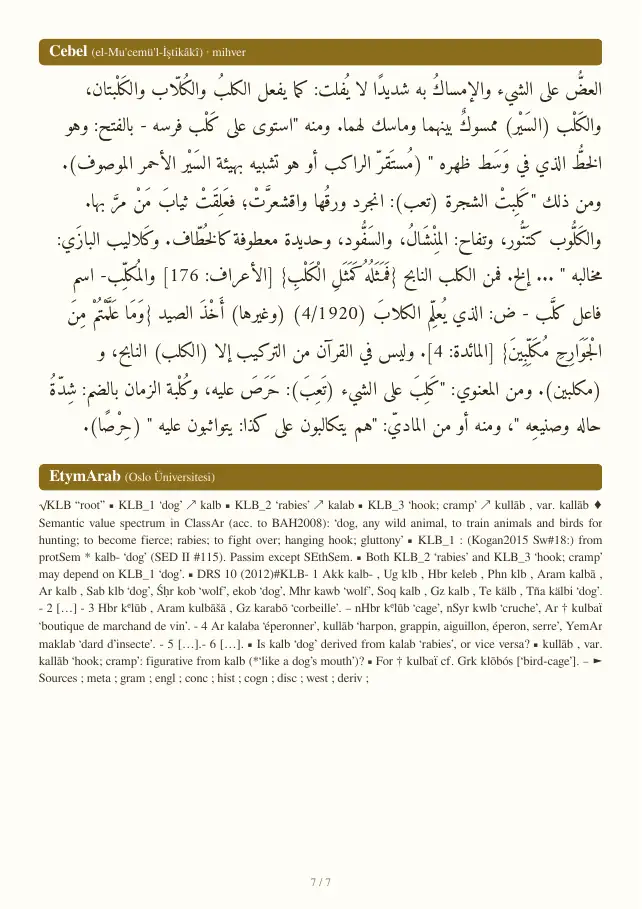 Cebel (el-Mu'cemü'l-İştikâkî) · mihver
العضُّ على الشيء والإمساكُ به شديدًا لا يُفلت: كما يفعل الكلبُ والكُلّاب والكَلْبتان،
والكَلْب (السَيْر) ممسوكٌ بينهما وماسك لهما. ومنه "استوى على كَلْب فرسه - بالفتح: وهو
الخطُّ الذي في وَسَط ظهره " (مُستَقرّ الراكب أو هو تشبيه بهيئة السَيْر الأحمر الموصوف).
ومن ذلك "كَلِبتْ الشجرة (تعب): انجرد ورقُها واقشعرَّتْ؛ فعَلِقَتْ ثيابَ مَنْ مرَّ بها.
والكَلُّوب كتَنُّور، وتفاح: المِنْشَالُ، والسَفُّود، وحديدة معطوفة كالخُطّاف. وكَلاليب البازَي:
مخالبه " ... إلخ. فمن الكلب النابح {فَمَثَلُهُ كَمَثَلِ الْكَلْبِ} [الأعراف: 176] والمُكلِّب- اسم
فاعل كلَّب - ض: الذي يُعلِّم الكلابَ (4/1920) (وغيرها) أَخْذَ الصيد {وَمَا عَلَّمْتُمْ مِنَ
الْجَوَارِحِ مُكَلِّبِينَ} [المائدة: 4]. وليس في القرآن من التركيب إلا (الكلب) النابح، و
(مكلبين). ومن المعنوي: "كَلِبَ على الشيء (تَعِبَ): حَرَصَ عليه، وكُلْبة الزمان بالضم: شِدّةُ
حاله وصنيعِه "، ومنه أو من الماديّ: "هم يتكالبون على كذا: يتواثبون عليه " (حِرْصًا).
EtymArab (Oslo Üniversitesi)
√KLB “root” ▪ KLB_1 ‘dog’ ↗ kalb ▪ KLB_2 ‘rabies’ ↗ kalab ▪ KLB_3 ‘hook; cramp’ ↗ kullāb , var. kallāb ♦
Semantic value spectrum in ClassAr (acc. to BAH2008): ‘dog, any wild animal, to train animals and birds for
hunting; to become fierce; rabies; to fight over; hanging hook; gluttony’ ▪ KLB_1 : (Kogan2015 Sw#18:) from
protSem * kalb- ‘dog’ (SED II #115). Passim except SEthSem. ▪ Both KLB_2 ‘rabies’ and KLB_3 ‘hook; cramp’
may depend on KLB_1 ‘dog’. ▪ DRS 10 (2012)#KLB- 1 Akk kalb- , Ug klb , Hbr keleb , Phn klb , Aram kalbā ,
Ar kalb , Sab klb ‘dog’, Śḥr kob ‘wolf’, ekob ‘dog’, Mhr kawb ‘wolf’, Soq kalb , Gz kalb , Te kälb , Tña kälbi ‘dog’.
- 2 […] - 3 Hbr kᵉlūb , Aram kulbāšā , Gz karabō ‘corbeille’. – nHbr kᵉlūb ‘cage’, nSyr kwlb ‘cruche’, Ar † kulbaï
‘boutique de marchand de vin’. - 4 Ar kalaba ‘éperonner’, kullāb ‘harpon, grappin, aiguillon, éperon, serre’, YemAr
maklab ‘dard d’insecte’. - 5 […].- 6 […]. ▪ Is kalb ‘dog’ derived from kalab ‘rabies’, or vice versa? ▪ kullāb , var.
kallāb ‘hook; cramp’: figurative from kalb (*‘like a dog’s mouth’)? ▪ For † kulbaï cf. Grk klōbós [‘bird-cage’]. – ►
Sources ; meta ; gram ; engl ; conc ; hist ; cogn ; disc ; west ; deriv ;
7 / 7